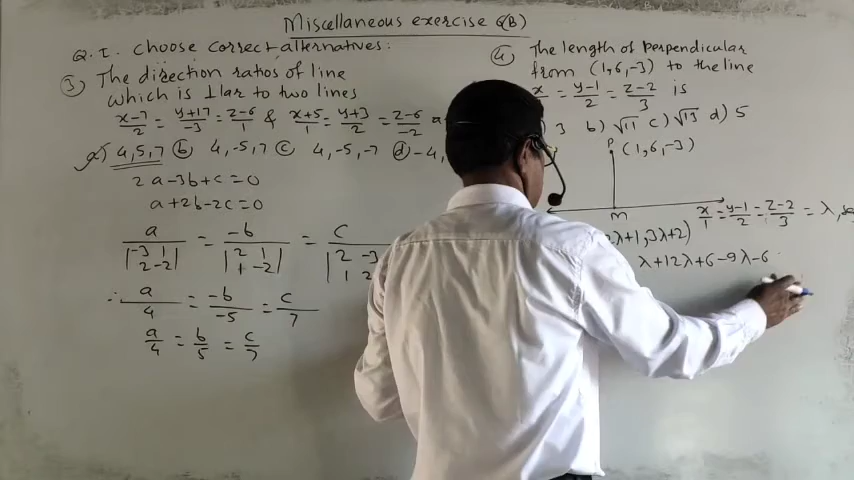 Miscellaneous exercise 6(B)
Q. I. Choose correct alternatives:
3) The direction ratios of line
which is ⊥lar to two lines
x-7/2 = y+17/-3 = z-6/1 & x+5/1 = y+3/2 = z-6/-2
a) 4,5,7 b) 4,-5,7 c) 4,-5,-7 d) -4,
2a-3b+c=0
a+2b-2c=0
a/|-3 1 2 -2| = -b/|2 1 1 -2| = c/|2 -3 1 2
∴ a/4 = -b/-5 = c/7
a/4 = b/5 = c/7
4) The length of perpendicular
from (1,6,-3) to the line
x/1 = y-1/2 = z-2/3 is
3 b) √11 c) √13 d) 5
P (1,6,-3)
M
x/1 = y-1/2 = z-2/3 = λ,
2λ+1,3λ+2)
λ+12λ+6-9λ-6